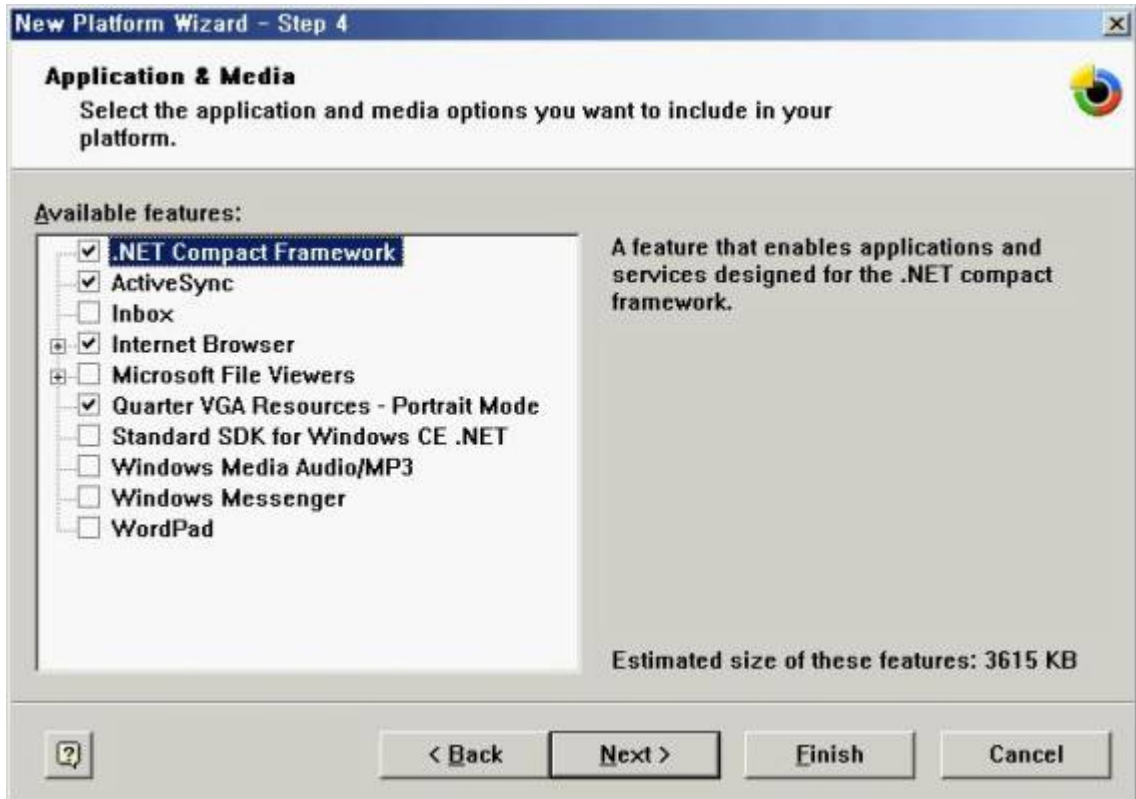 New Platform Wizard - Step 4
Application & Media
Select the application and media options you want to include in your
platform.
Available features:
.NET Compact Framework
ActiveSync
Inbox
Internet Browser
Microsoft File Viewers
Quarter VGA Resources - Portrait Mode
Standard SDK for Windows CE .NET
Windows Media Audio/MP3
Windows Messenger
WordPad
A feature that enables applications and
services designed for the .NET compact
framework.
Estimated size of these features: 3615 KB
< Back
Next >
Finish
Cancel